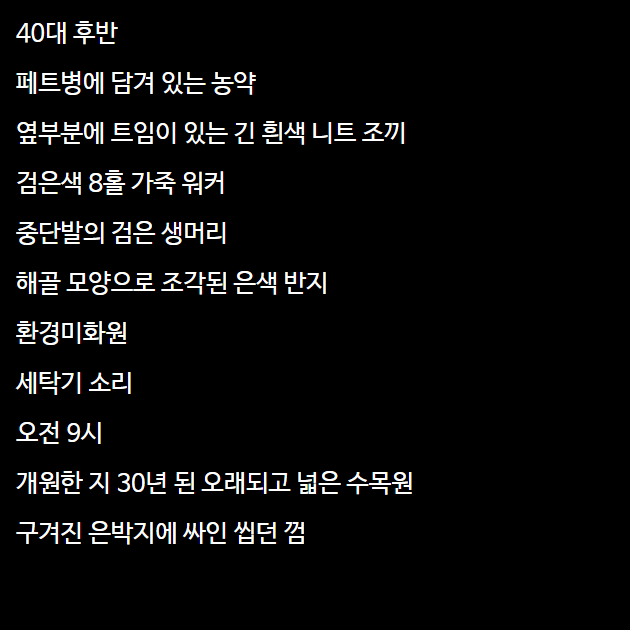 40대 후반
페트병에 담겨 있는 농약
옆부분에 트임이 있는 긴 흰색 니트 조끼
검은색 8홀 가죽 워커
중단발의 검은 생머리
해골 모양으로 조각된 은색 반지
환경미화원
세탁기 소리
오전 9시
개원한 지 30년 된 오래되고 넓은 수목원
구겨진 은박지에 싸인 씹던 껌